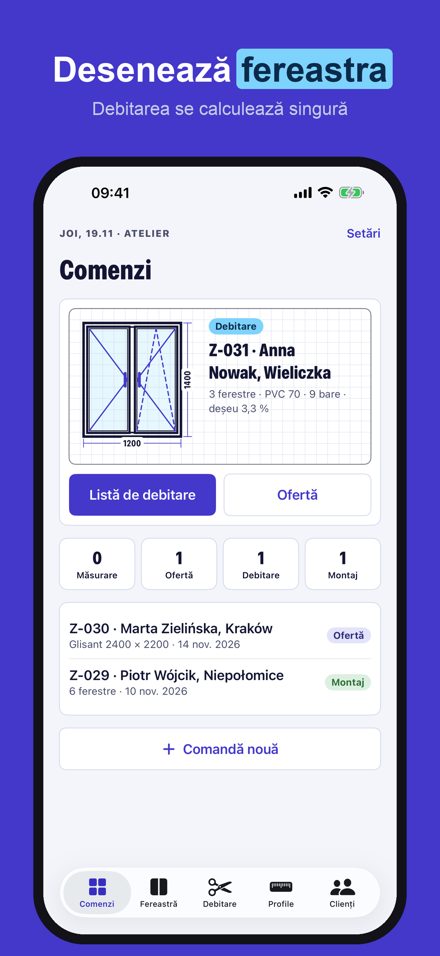 Desenează fereastra
Debitarea se calculează singură
09:41
JOI, 19.11 · ATELIER
Setări
Comenzi
Debitare
Z-031 · Anna
Nowak, Wieliczka
3 ferestre · PVC 70 · 9 bare ·
deșeu 3,3 %
1400
1200
Listă de debitare
Ofertă
0
Măsurare
1
Ofertă
1
Debitare
1
Montaj
Z-030 · Marta Zielińska, Kraków
Glisant 2400 × 2200 · 14 nov. 2026
Ofertă
Z-029 · Piotr Wójcik, Niepołomice
6 ferestre · 10 nov. 2026
Montaj
+ Comandă nouă
Comenzi
Fereastră
Debitare
Profile
Clienți